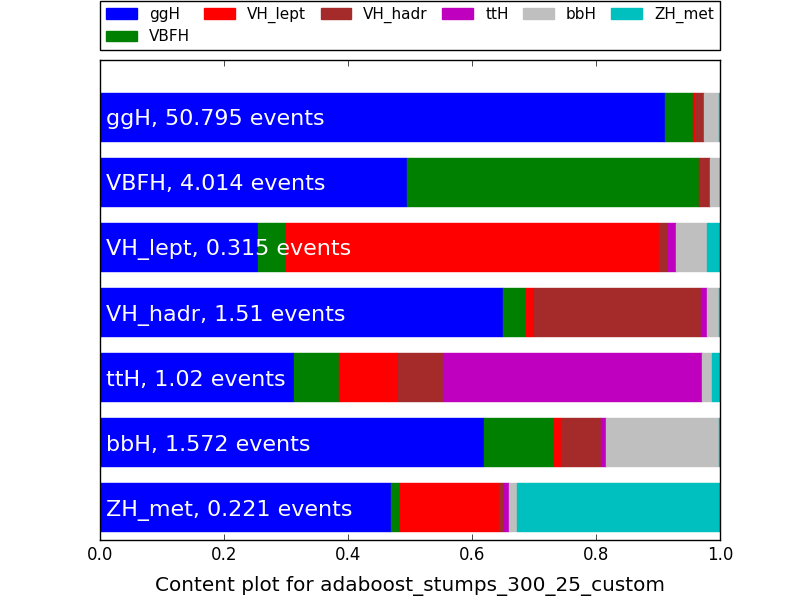 ggH VH_lept VH_hadr ttH bbH ZH_met
VBFH
ggH, 50.795 events
VBFH, 4.014 events
VH_lept, 0.315 events
VH_hadr, 1.51 events
ttH, 1.02 events
bbH, 1.572 events
ZH_met, 0.221 events
0.0 0.2 0.4 0.6 0.8 1.0
Content plot for adaboost_stumps_300_25_custom